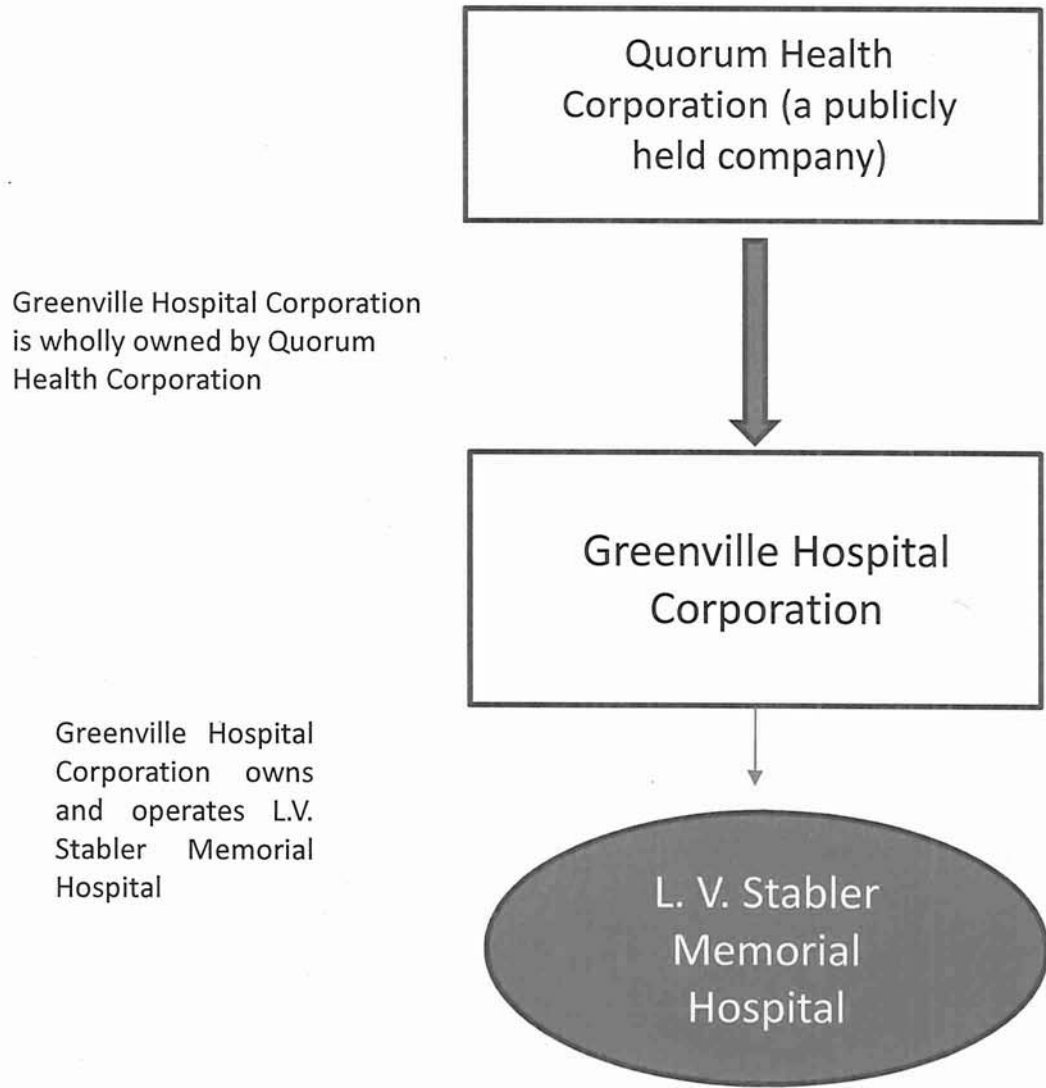 Quorum Health
Corporation (a publicly
held company)
Greenville Hospital Corporation
is wholly owned by Quorum
Health Corporation
Greenville Hospital
Corporation
Greenville Hospital
Corporation owns
and operates L.V.
Stabler Memorial
Hospital
L. V. Stabler
Memorial
Hospital